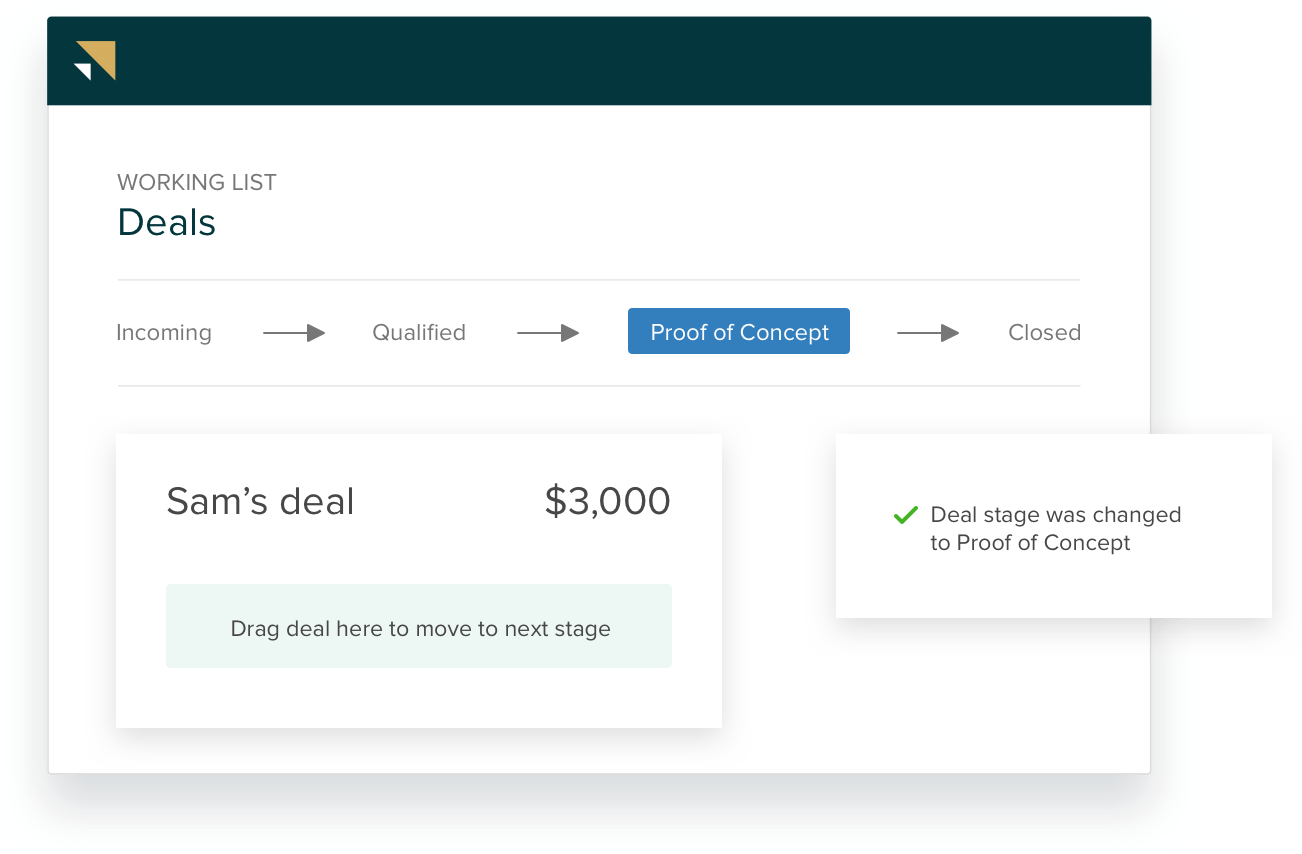 WORKING LIST
Deals
Incoming
Qualified
Proof of Concept
Closed
Sam’s deal
$3,000
Drag deal here to move to next stage
Deal stage was changed
to Proof of Concept